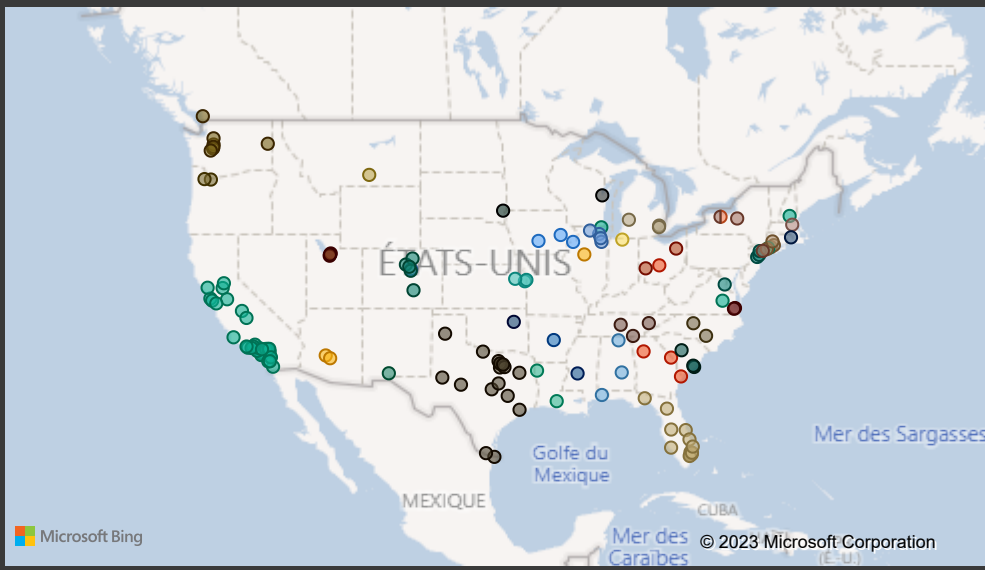 ÉTATS-UNIS
Mer des Sargasses
Golfe du
Mexique
MEXIQUE
CUBA
Mer des
Caraïbes
(É.-U.)
Microsoft Bing
© 2023 Microsoft Corporation